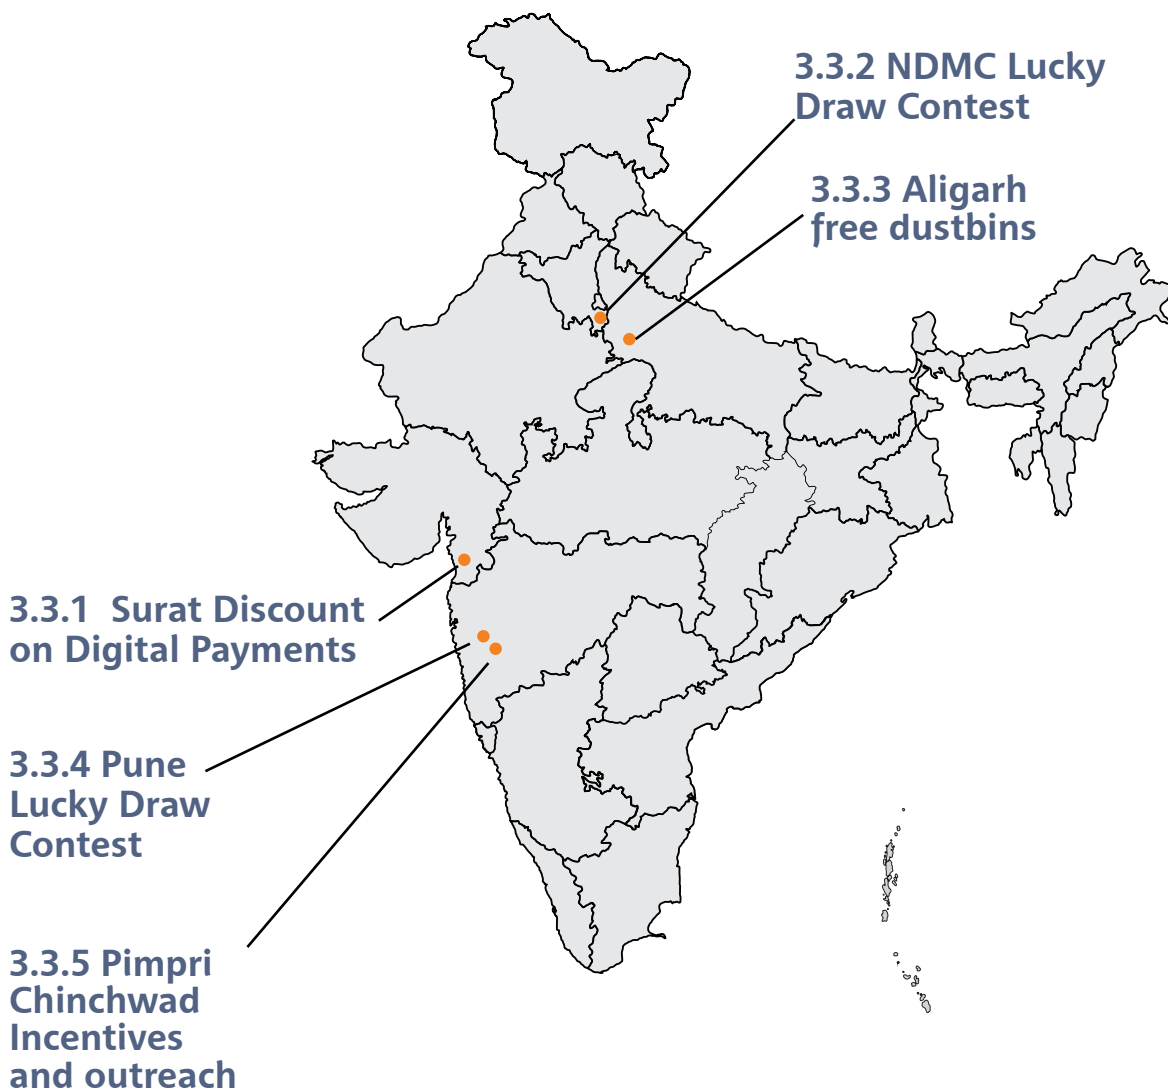 3.3.2 NDMC Lucky
Draw Contest
3.3.3 Aligarh
free dustbins
3.3.1 Surat Discount
on Digital Payments
3.3.4 Pune
Lucky Draw
Contest
3.3.5 Pimpri
Chinchwad
Incentives
and outreach